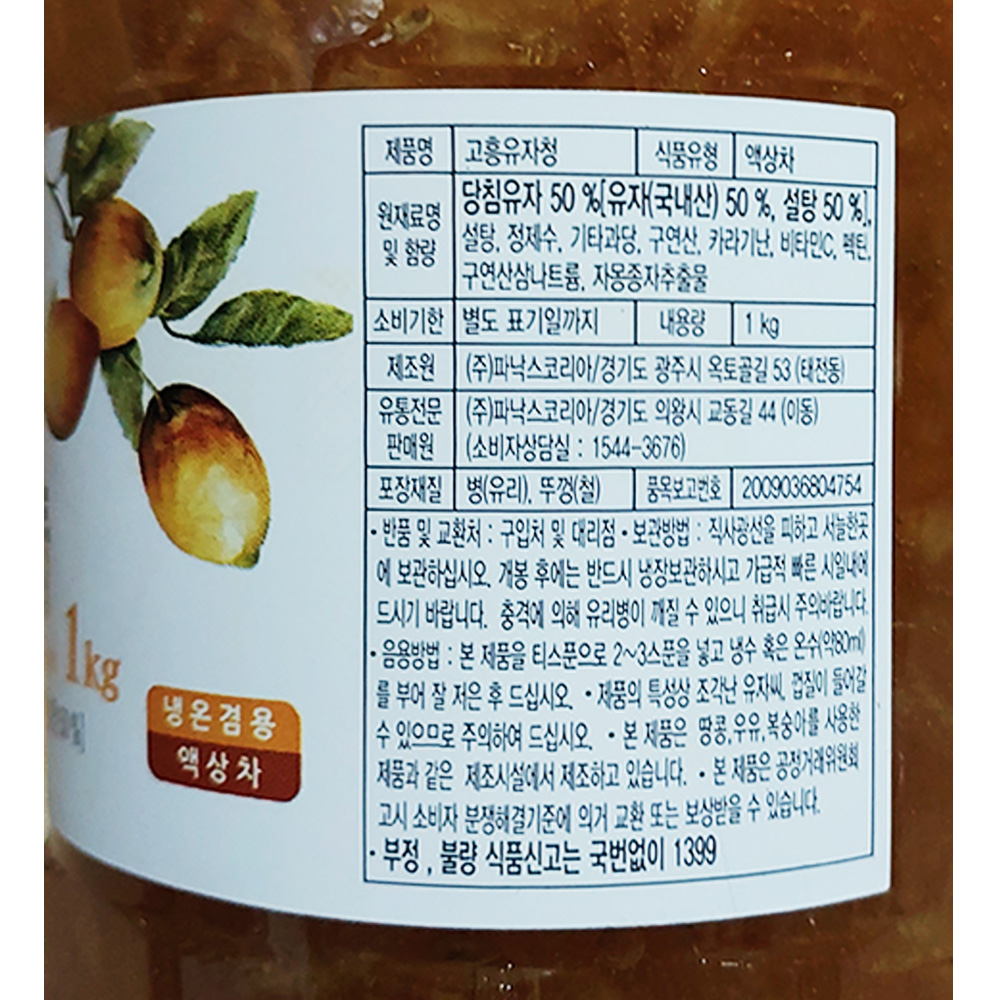 제품명 고흥유자청 식품유형 액상차
원재료명 및 함량
당침유자 50 %[유자(국내산) 50 %, 설탕 50 %],
설탕, 정제수, 기타과당, 구연산, 카라기난, 비타민C, 펙틴,
구연산삼나트륨, 자몽종자추출물
소비기한 별도 표기일까지 내용량 1 kg
제조원 (주)파낙스코리아/경기도 광주시 옥토골길 53 (태전동)
유통전문 판매원
(주)파낙스코리아/경기도 의왕시 교동길 44 (이동)
(소비자상담실 : 1544-3676)
포장재질 병(유리), 뚜껑(철) 품목보고번호 2009036804754
• 반품 및 교환처 : 구입처 및 대리점 • 보관방법 : 직사광선을 피하고 서늘한곳
에 보관하십시오. 개봉 후에는 반드시 냉장보관하시고 가급적 빠른 시일내에
드시기 바랍니다. 충격에 의해 유리병이 깨질 수 있으니 취급시 주의바랍니다.
• 음용방법 : 본 제품을 티스푼으로 2~3스푼을 넣고 냉수 혹은 온수(약80ml)
를 부어 잘 저은 후 드십시오. • 제품의 특성상 조각난 유자씨, 껍질이 들어갈
수 있으므로 주의하여 드십시오. • 본 제품은 땅콩,우유,복숭아를 사용한
제품과 같은 제조시설에서 제조하고 있습니다. • 본 제품은 공정거래위원회
고시 소비자 분쟁해결기준에 의거 교환 또는 보상받을 수 있습니다.
• 부정 , 불량 식품신고는 국번없이 1399
1kg
냉온겸용
액상차